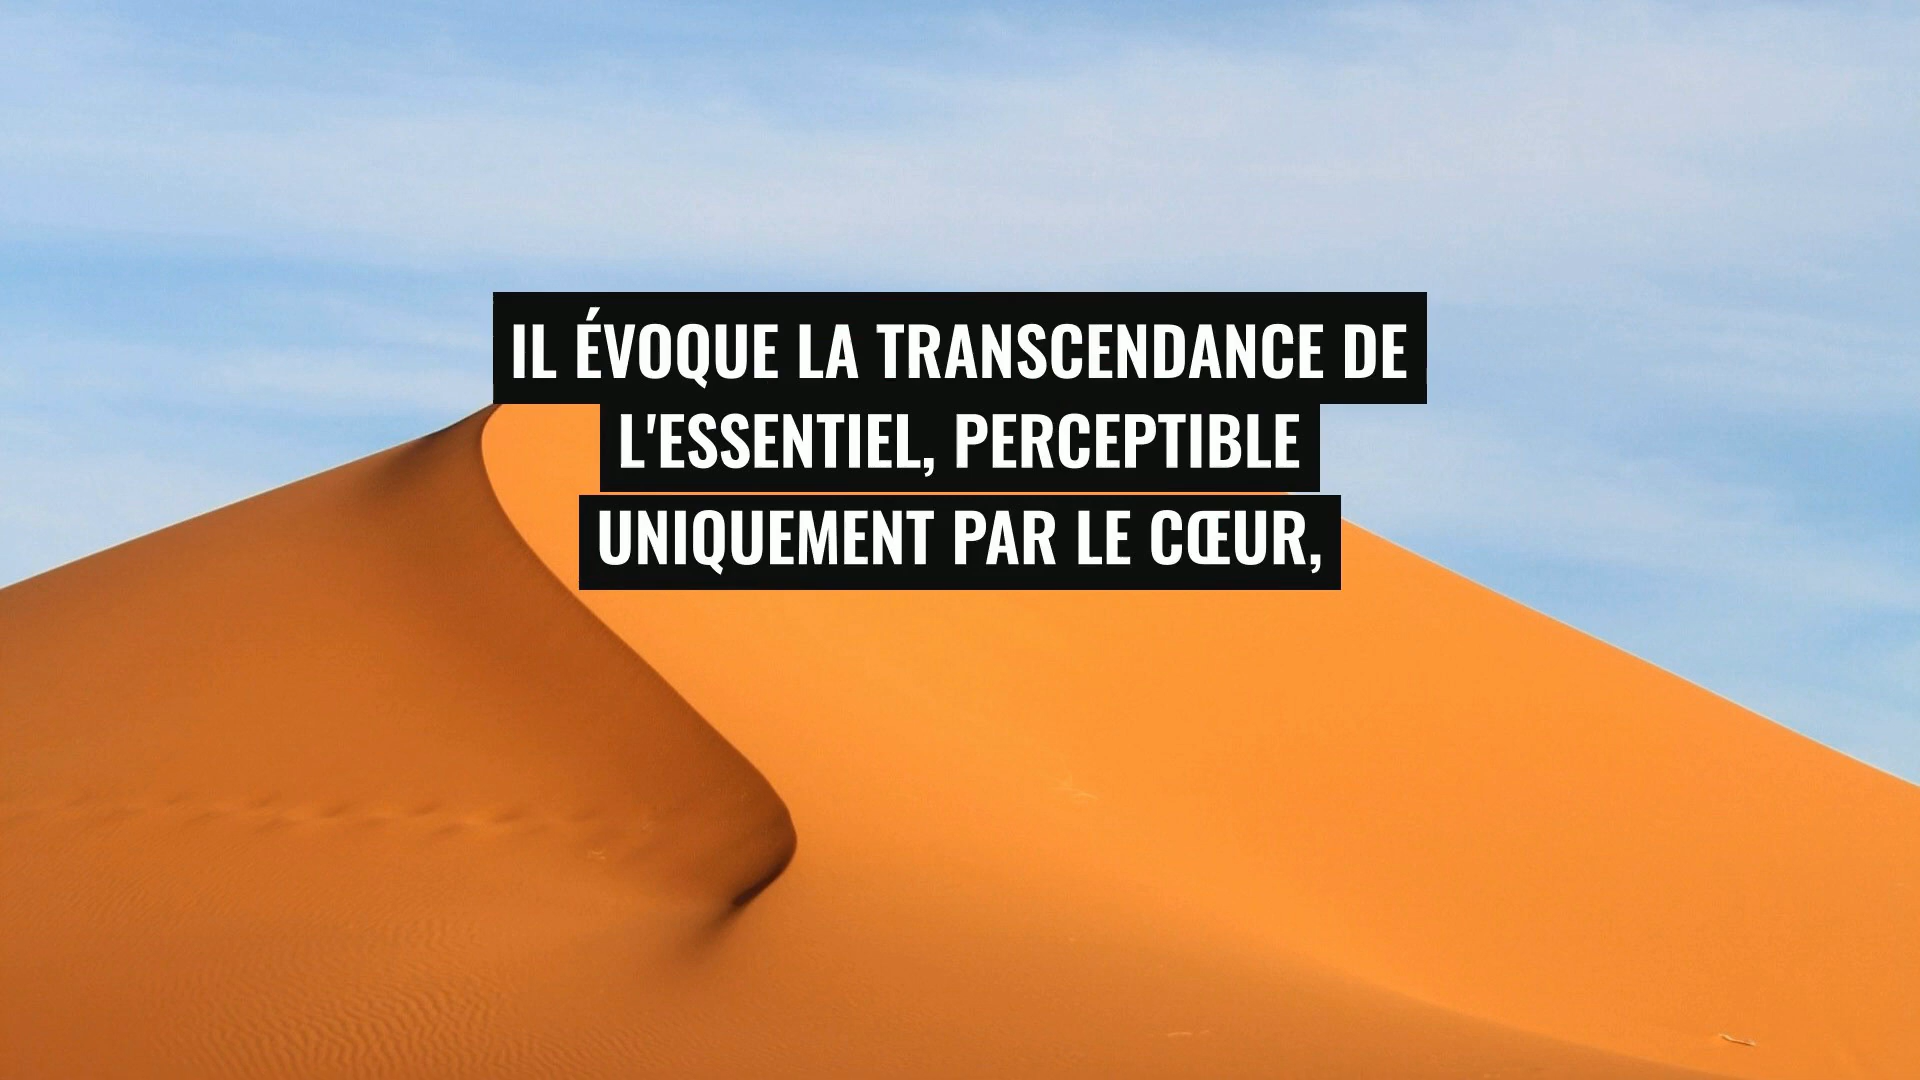 IL ÉVOQUE LA TRANSCENDANCE DE
L'ESSENTIEL, PERCEPTIBLE
UNIQUEMENT PAR LE CŒUR,